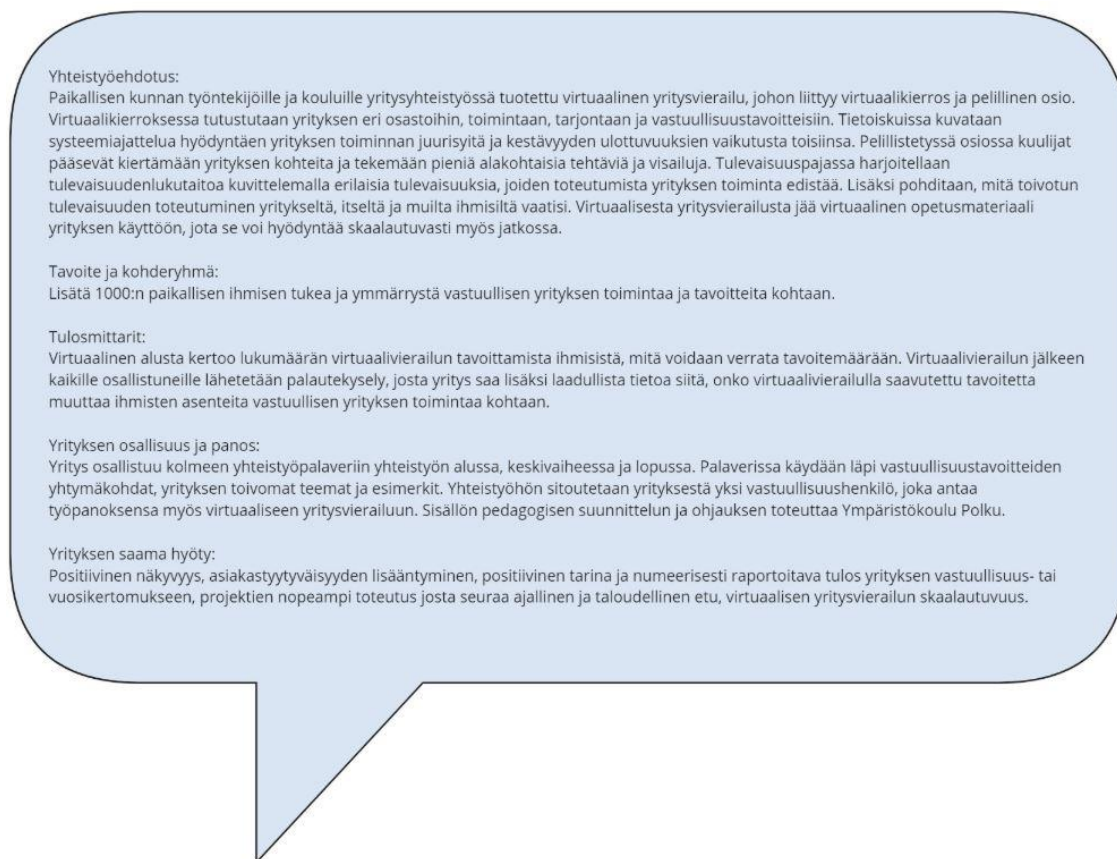 Yhteistyöehdotus:
Paikallisen kunnan työntekijöille ja kouluille yritysyhteistyössä tuotettu virtuaalinen yritysvierailu, johon liittyy virtuaalikierros ja pelillinen osio.
Virtuaalikierroksessa tutustutaan yrityksen eri osastoihin, toimintaan, tarjontaan ja vastuullisuustavoitteisiin. Tietoiskuissa kuvataan
systeemiajattelua hyödyntäen yrityksen toiminnan juurisyitä ja kestävyyden ulottuvuuksien vaikutusta toisiinsa. Pelillistetyssä osiossa kuulijat
pääsevät kiertämään yrityksen kohteita ja tekemään pieniä alakohtaisia tehtäviä ja visailuja. Tulevaisuuspajassa harjoitellaan
tulevaisuudenlukutaitoa kuvittelemalla erilaisia tulevaisuuksia, joiden toteutumista yrityksen toiminta edistää. Lisäksi pohditaan, mitä toivotun
tulevaisuuden toteutuminen yritykseltä, itseltä ja muilta ihmisiltä vaatisi. Virtuaalisesta yritysvierailusta jää virtuaalinen opetusmateriaali
yrityksen käyttöön, jota se voi hyödyntää skaalautuvasti myös jatkossa.
Tavoite ja kohderyhmä:
Lisätä 1000:n paikallisen ihmisen tukea ja ymmärrystä vastuullisen yrityksen toimintaa ja tavoitteita kohtaan.
Tulosmittarit:
Virtuaalinen alusta kertoo lukumäärän virtuaalivierailun tavoittamista ihmisistä, mitä voidaan verrata tavoitemäärään. Virtuaalivierailun jälkeen
kaikille osallistuneille lähetetään palautekysely, josta yritys saa lisäksi laadullista tietoa siitä, onko virtuaalivierailulla saavutettu tavoitetta
muuttaa ihmisten asenteita vastuullisen yrityksen toimintaa kohtaan.
Yrityksen osallisuus ja panos:
Yritys osallistuu kolmeen yhteistyöpalaveriin yhteistyön alussa, keskivaiheessa ja lopussa. Palaverissa käydään läpi vastuullisuustavoitteiden
yhtymäkohdat, yrityksen toivomat teemat ja esimerkit. Yhteistyöhön sitoutetaan yrityksestä yksi vastuullisuushenkilö, joka antaa
työpanoksensa myös virtuaaliseen yritysvierailuun. Sisällön pedagogisen suunnittelun ja ohjauksen toteuttaa Ympäristökoulu Polku.
Yrityksen saama hyöty:
Positiivinen näkyvyys, asiakastyytyväisyyden lisääntyminen, positiivinen tarina ja numeerisesti raportoitava tulos yrityksen vastuullisuus- tai
vuosikertomukseen, projektien nopeampi toteutus josta seuraa ajallinen ja taloudellinen etu, virtuaalisen yritysvierailun skaalautuvuus.